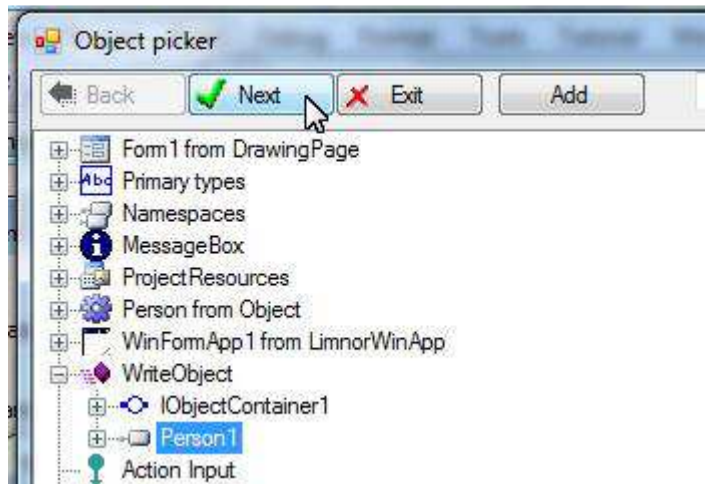 Object picker
Back Next Exit Add
Form1 from DrawingPage
Abc Primary types
Namespaces
MessageBox
ProjectResources
Person from Object
WinFormApp1 from LimnorWinApp
WriteObject
IObjectContainer1
Person1
Action Input